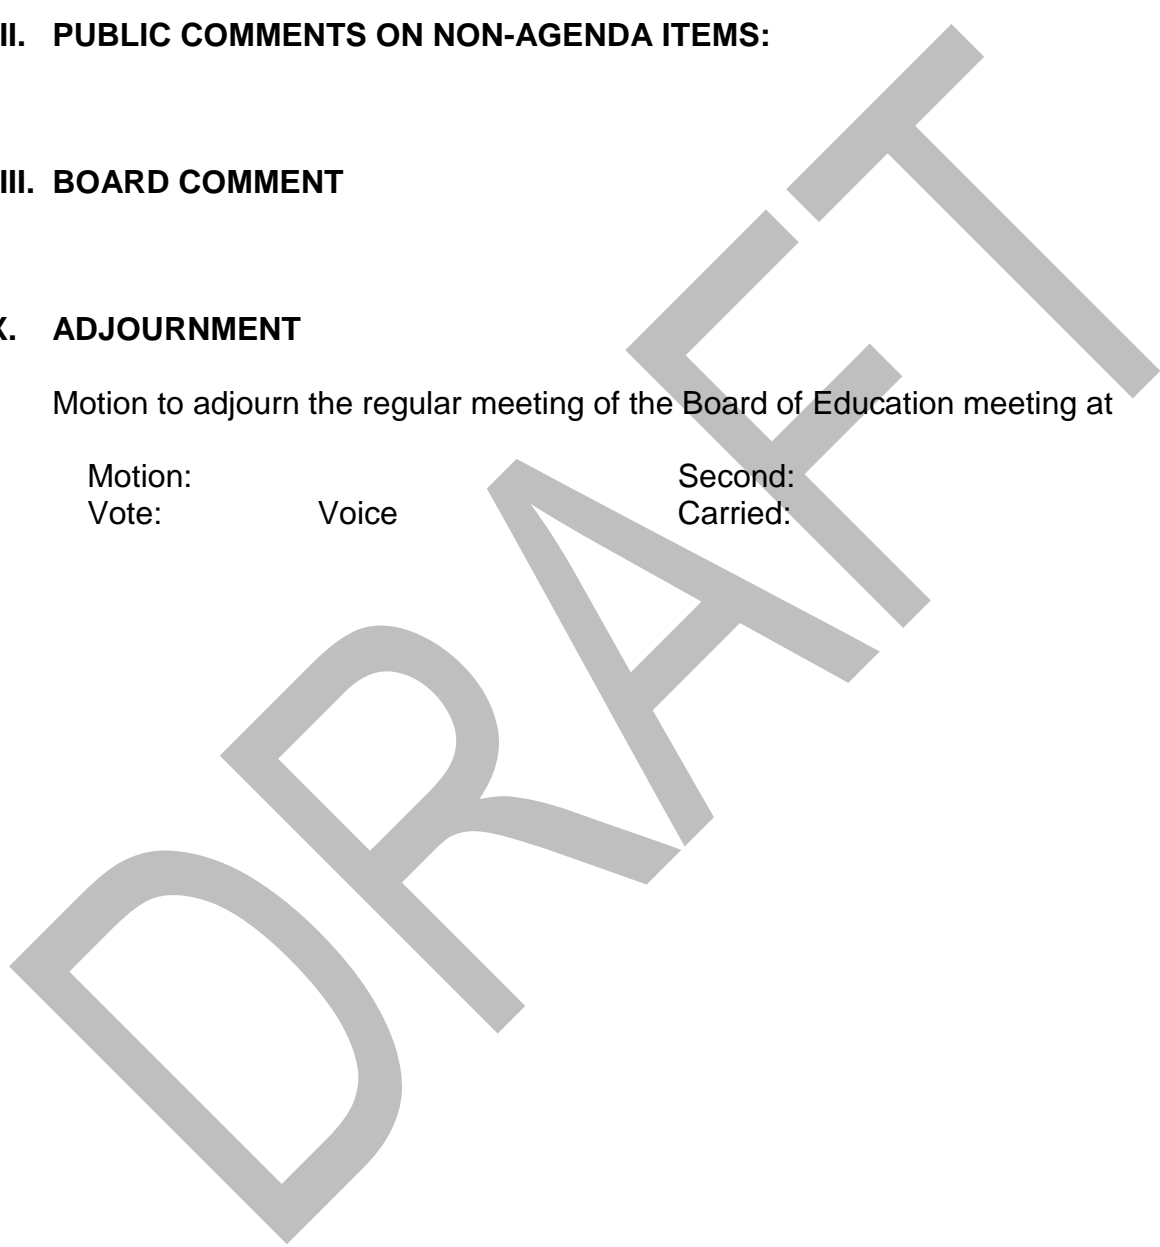 II. PUBLIC COMMENTS ON NON-AGENDA ITEMS:
III. BOARD COMMENT
X. ADJOURNMENT
Motion to adjourn the regular meeting of the Board of Education meeting at
Motion: Second:
Vote: Voice Carried:
DRAFT